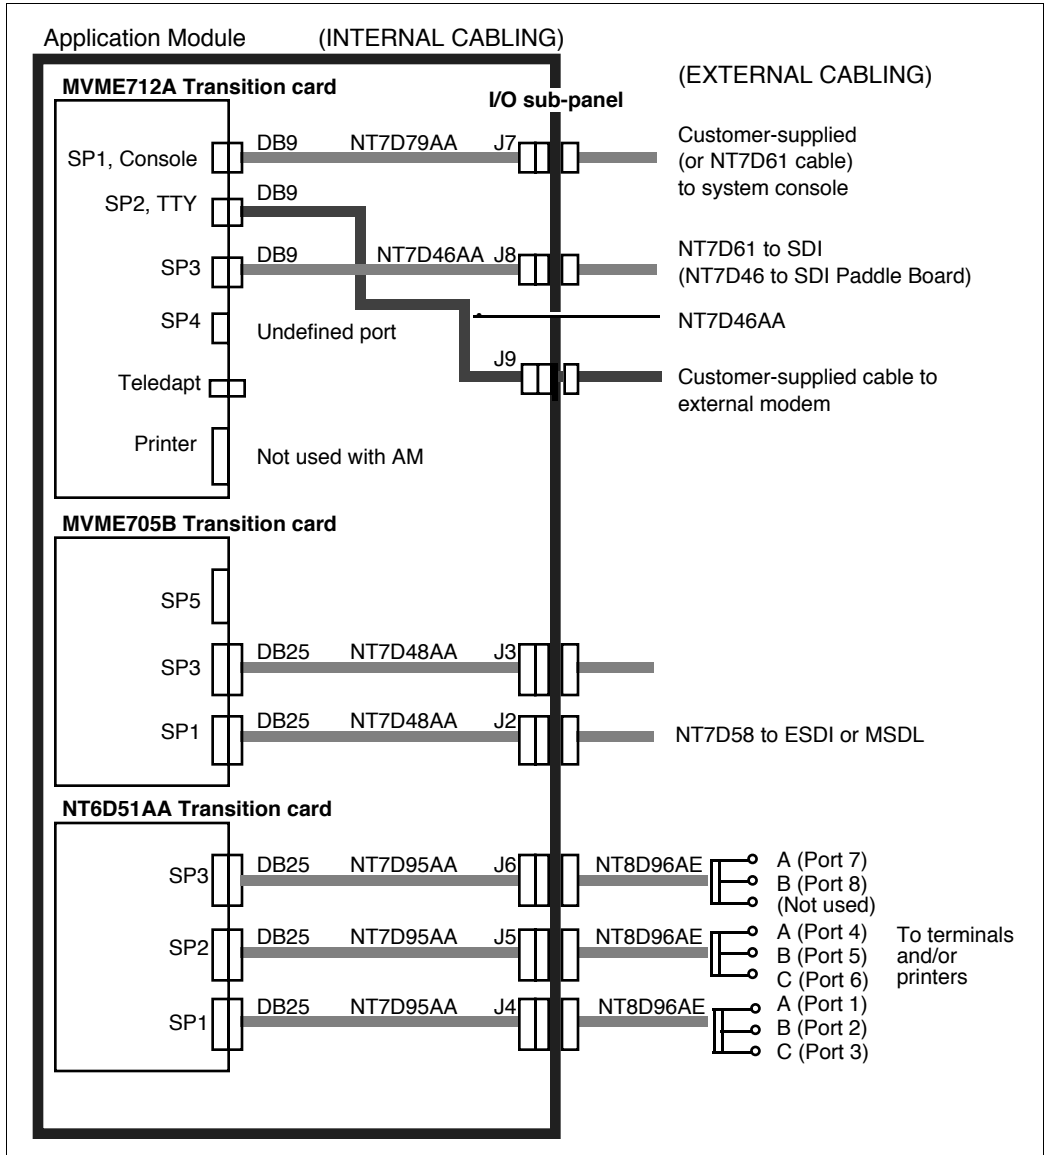 Application Module (INTERNAL CABLING)
(EXTERNAL CABLING)
MVME712A Transition card
I/O sub-panel
SP1, Console DB9 NT7D79AA J7
Customer-supplied
(or NT7D61 cable)
to system console
SP2, TTY DB9
SP3 DB9 NT7D46AA J8
NT7D61 to SDI
(NT7D46 to SDI Paddle Board)
SP4 Undefined port
NT7D46AA
Teledapt J9
Customer-supplied cable to
external modem
Printer Not used with AM
MVME705B Transition card
SP5
SP3 DB25 NT7D48AA J3
SP1 DB25 NT7D48AA J2 NT7D58 to ESDI or MSDL
NT6D51AA Transition card
SP3 DB25 NT7D95AA J6 NT8D96AE
A (Port 7)
B (Port 8)
(Not used)
SP2 DB25 NT7D95AA J5 NT8D96AE
A (Port 4)
B (Port 5)
C (Port 6)
To terminals
and/or
printers
SP1 DB25 NT7D95AA J4 NT8D96AE
A (Port 1)
B (Port 2)
C (Port 3)